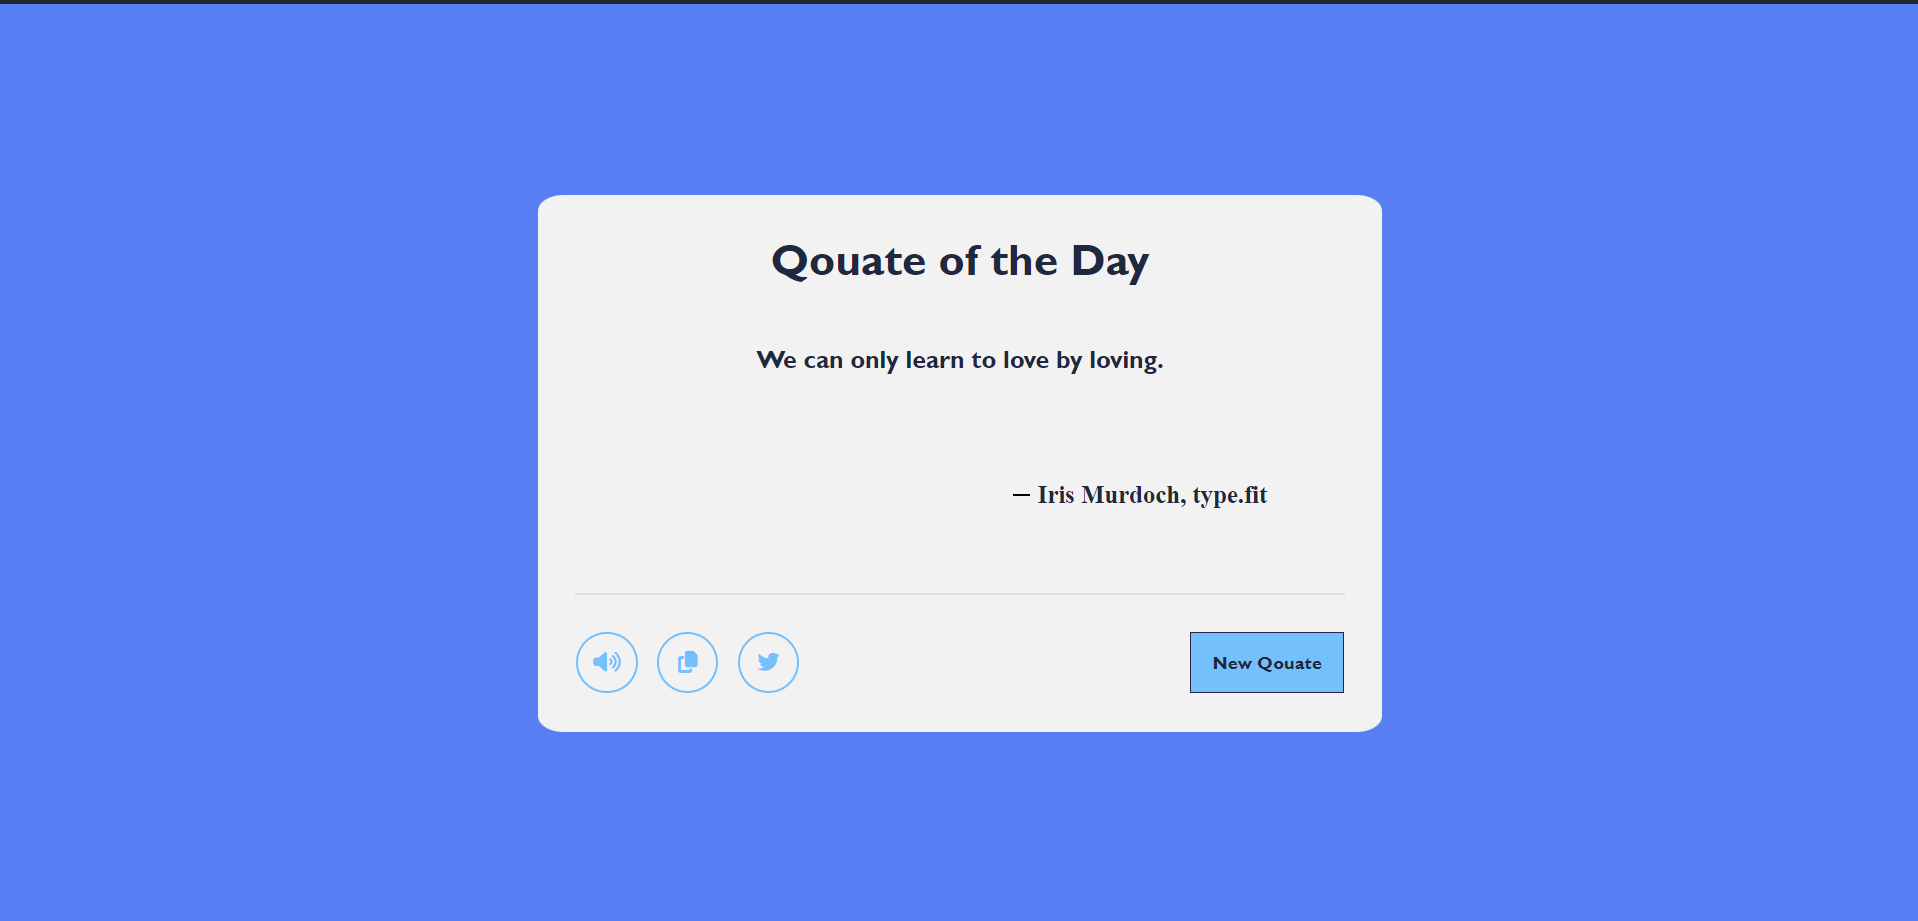 Qouate of the Day
We can only learn to love by loving.
— Iris Murdoch, type.fit
New Qouate